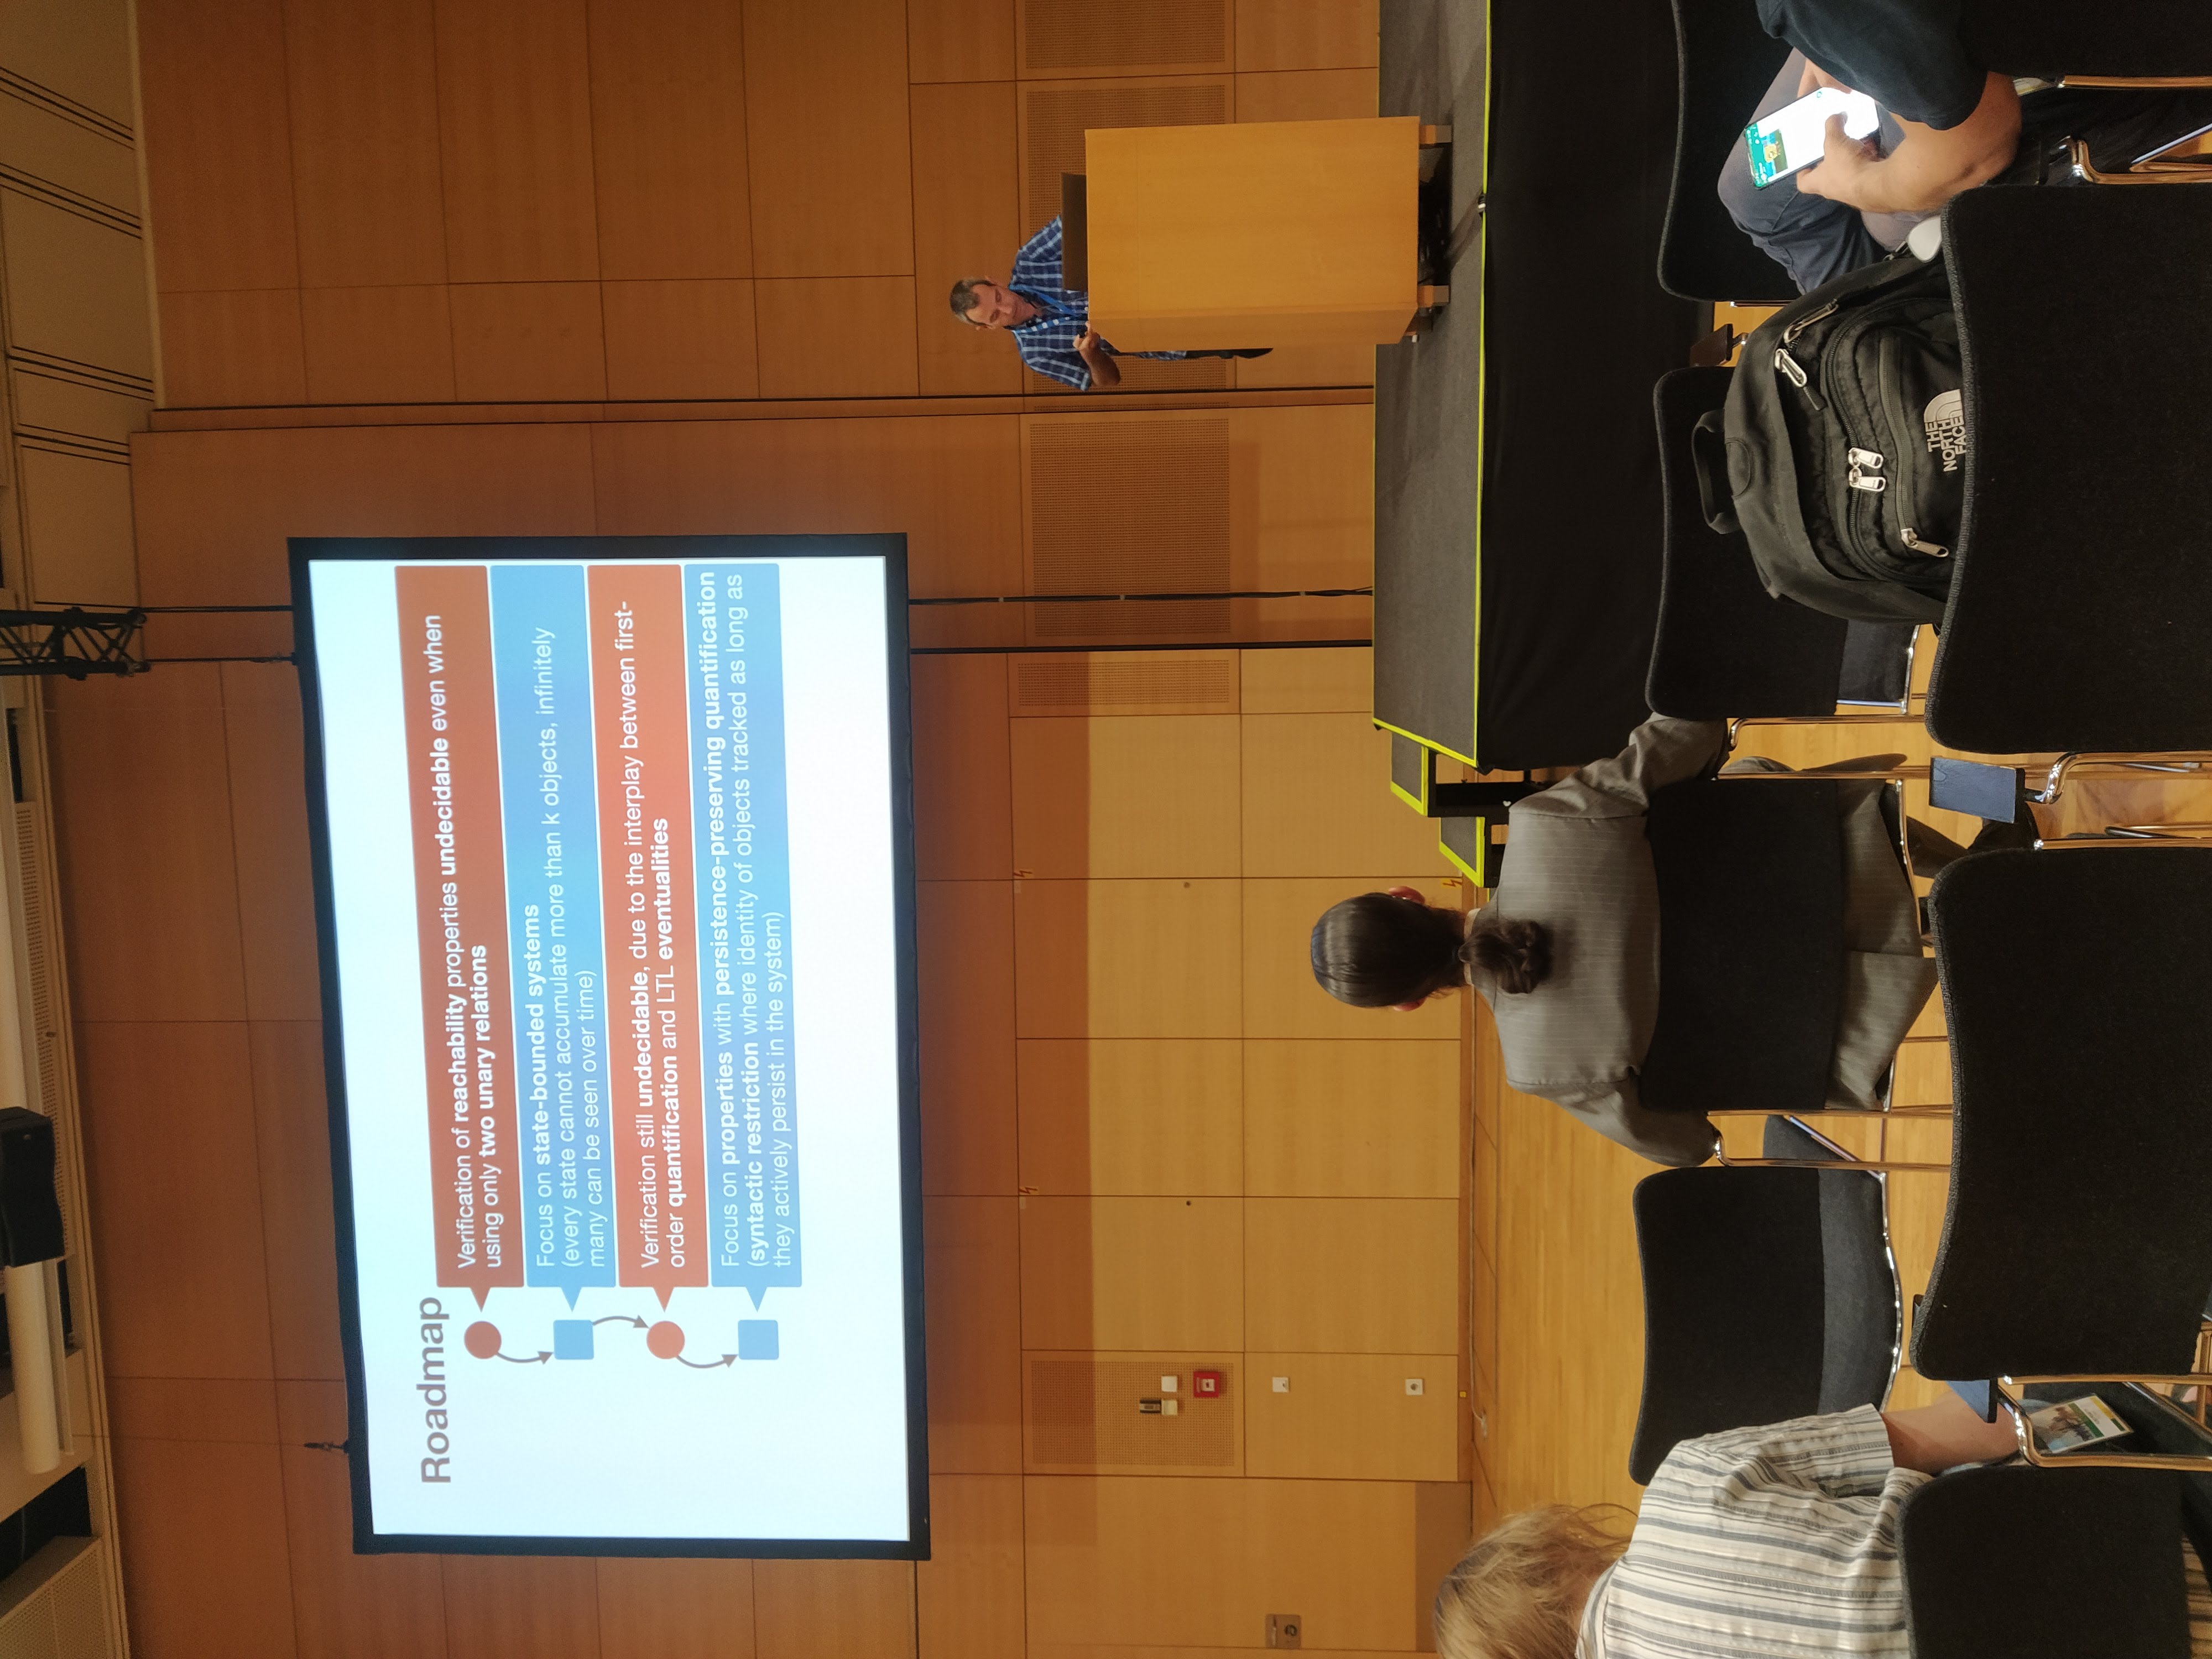 Roadmap
Verification of reachability properties undecidable even when
using only two unary relations
Focus on state-bounded systems
(every state cannot accumulate more than k objects, infinitely
many can be seen over time)
Verification still undecidable, due to the interplay between first-
order quantification and LTL eventualities
Focus on properties with persistence-preserving quantification
(syntactic restriction where identity of objects tracked as long as
they actively persist in the system)
THE
NORTH
FACE